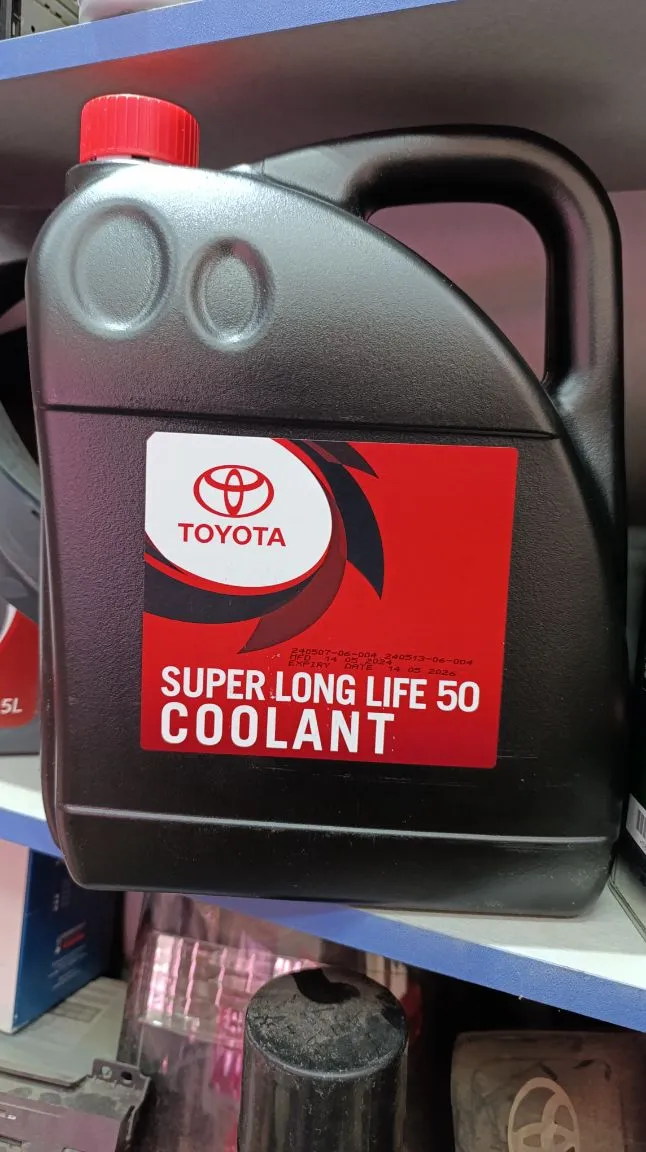 TOYOTA
240507-06-004 240513-06-004
MFD 14 05 2024
EXPIRY DATE 14 05 2026
SUPER LONG LIFE 50
COOLANT
5L